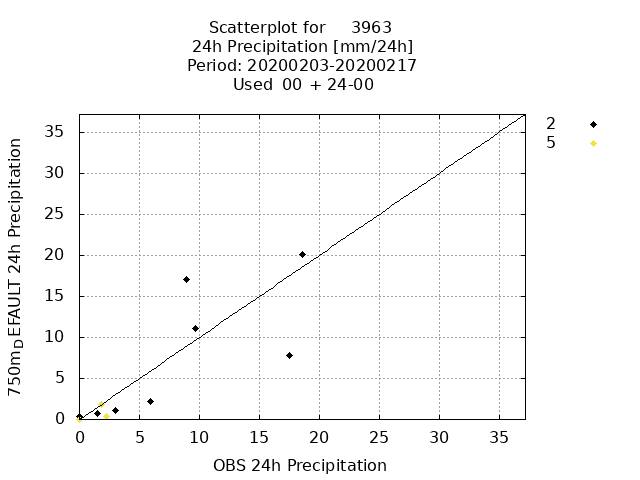 Scatterplot for 3963
24h Precipitation [mm/24h]
Period: 20200203-20200217
Used 00 + 24-00
2
5
750m_DEFAULT 24h Precipitation
35
30
25
20
15
10
5
0
0 5 10 15 20 25 30 35
OBS 24h Precipitation